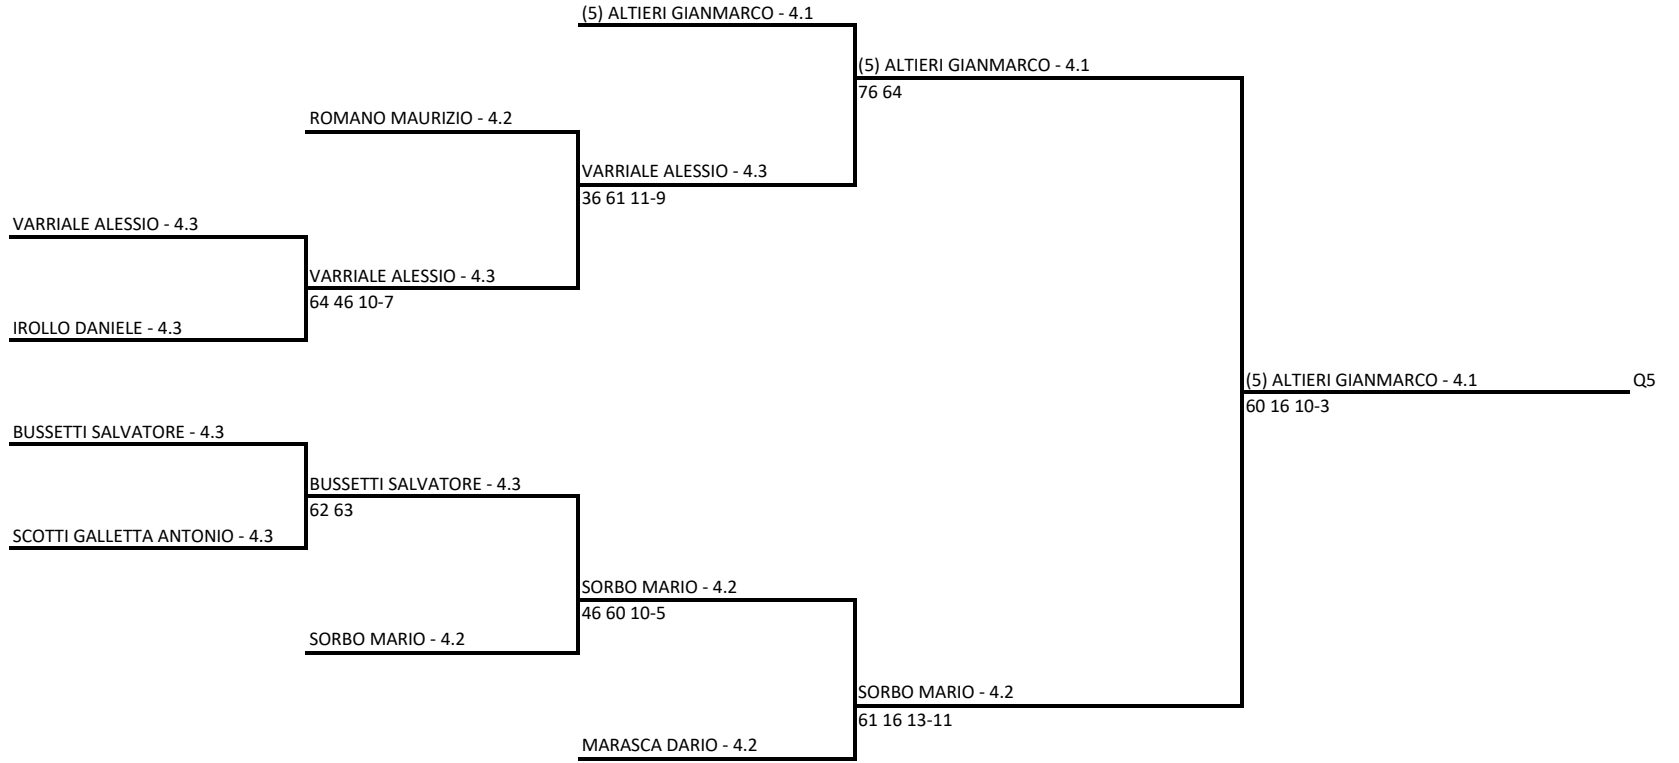 (5) ALTIERI GIANMARCO - 4.1
(5) ALTIERI GIANMARCO - 4.1
76 64
ROMANO MAURIZIO - 4.2
VARRIALE ALESSIO - 4.3
36 61 11-9
VARRIALE ALESSIO - 4.3
VARRIALE ALESSIO - 4.3
64 46 10-7
IROLLO DANIELE - 4.3
(5) ALTIERI GIANMARCO - 4.1
Q5
60 16 10-3
BUSSETTI SALVATORE - 4.3
BUSSETTI SALVATORE - 4.3
62 63
SCOTTI GALLETTA ANTONIO - 4.3
SORBO MARIO - 4.2
46 60 10-5
SORBO MARIO - 4.2
SORBO MARIO - 4.2
61 16 13-11
MARASCA DARIO - 4.2